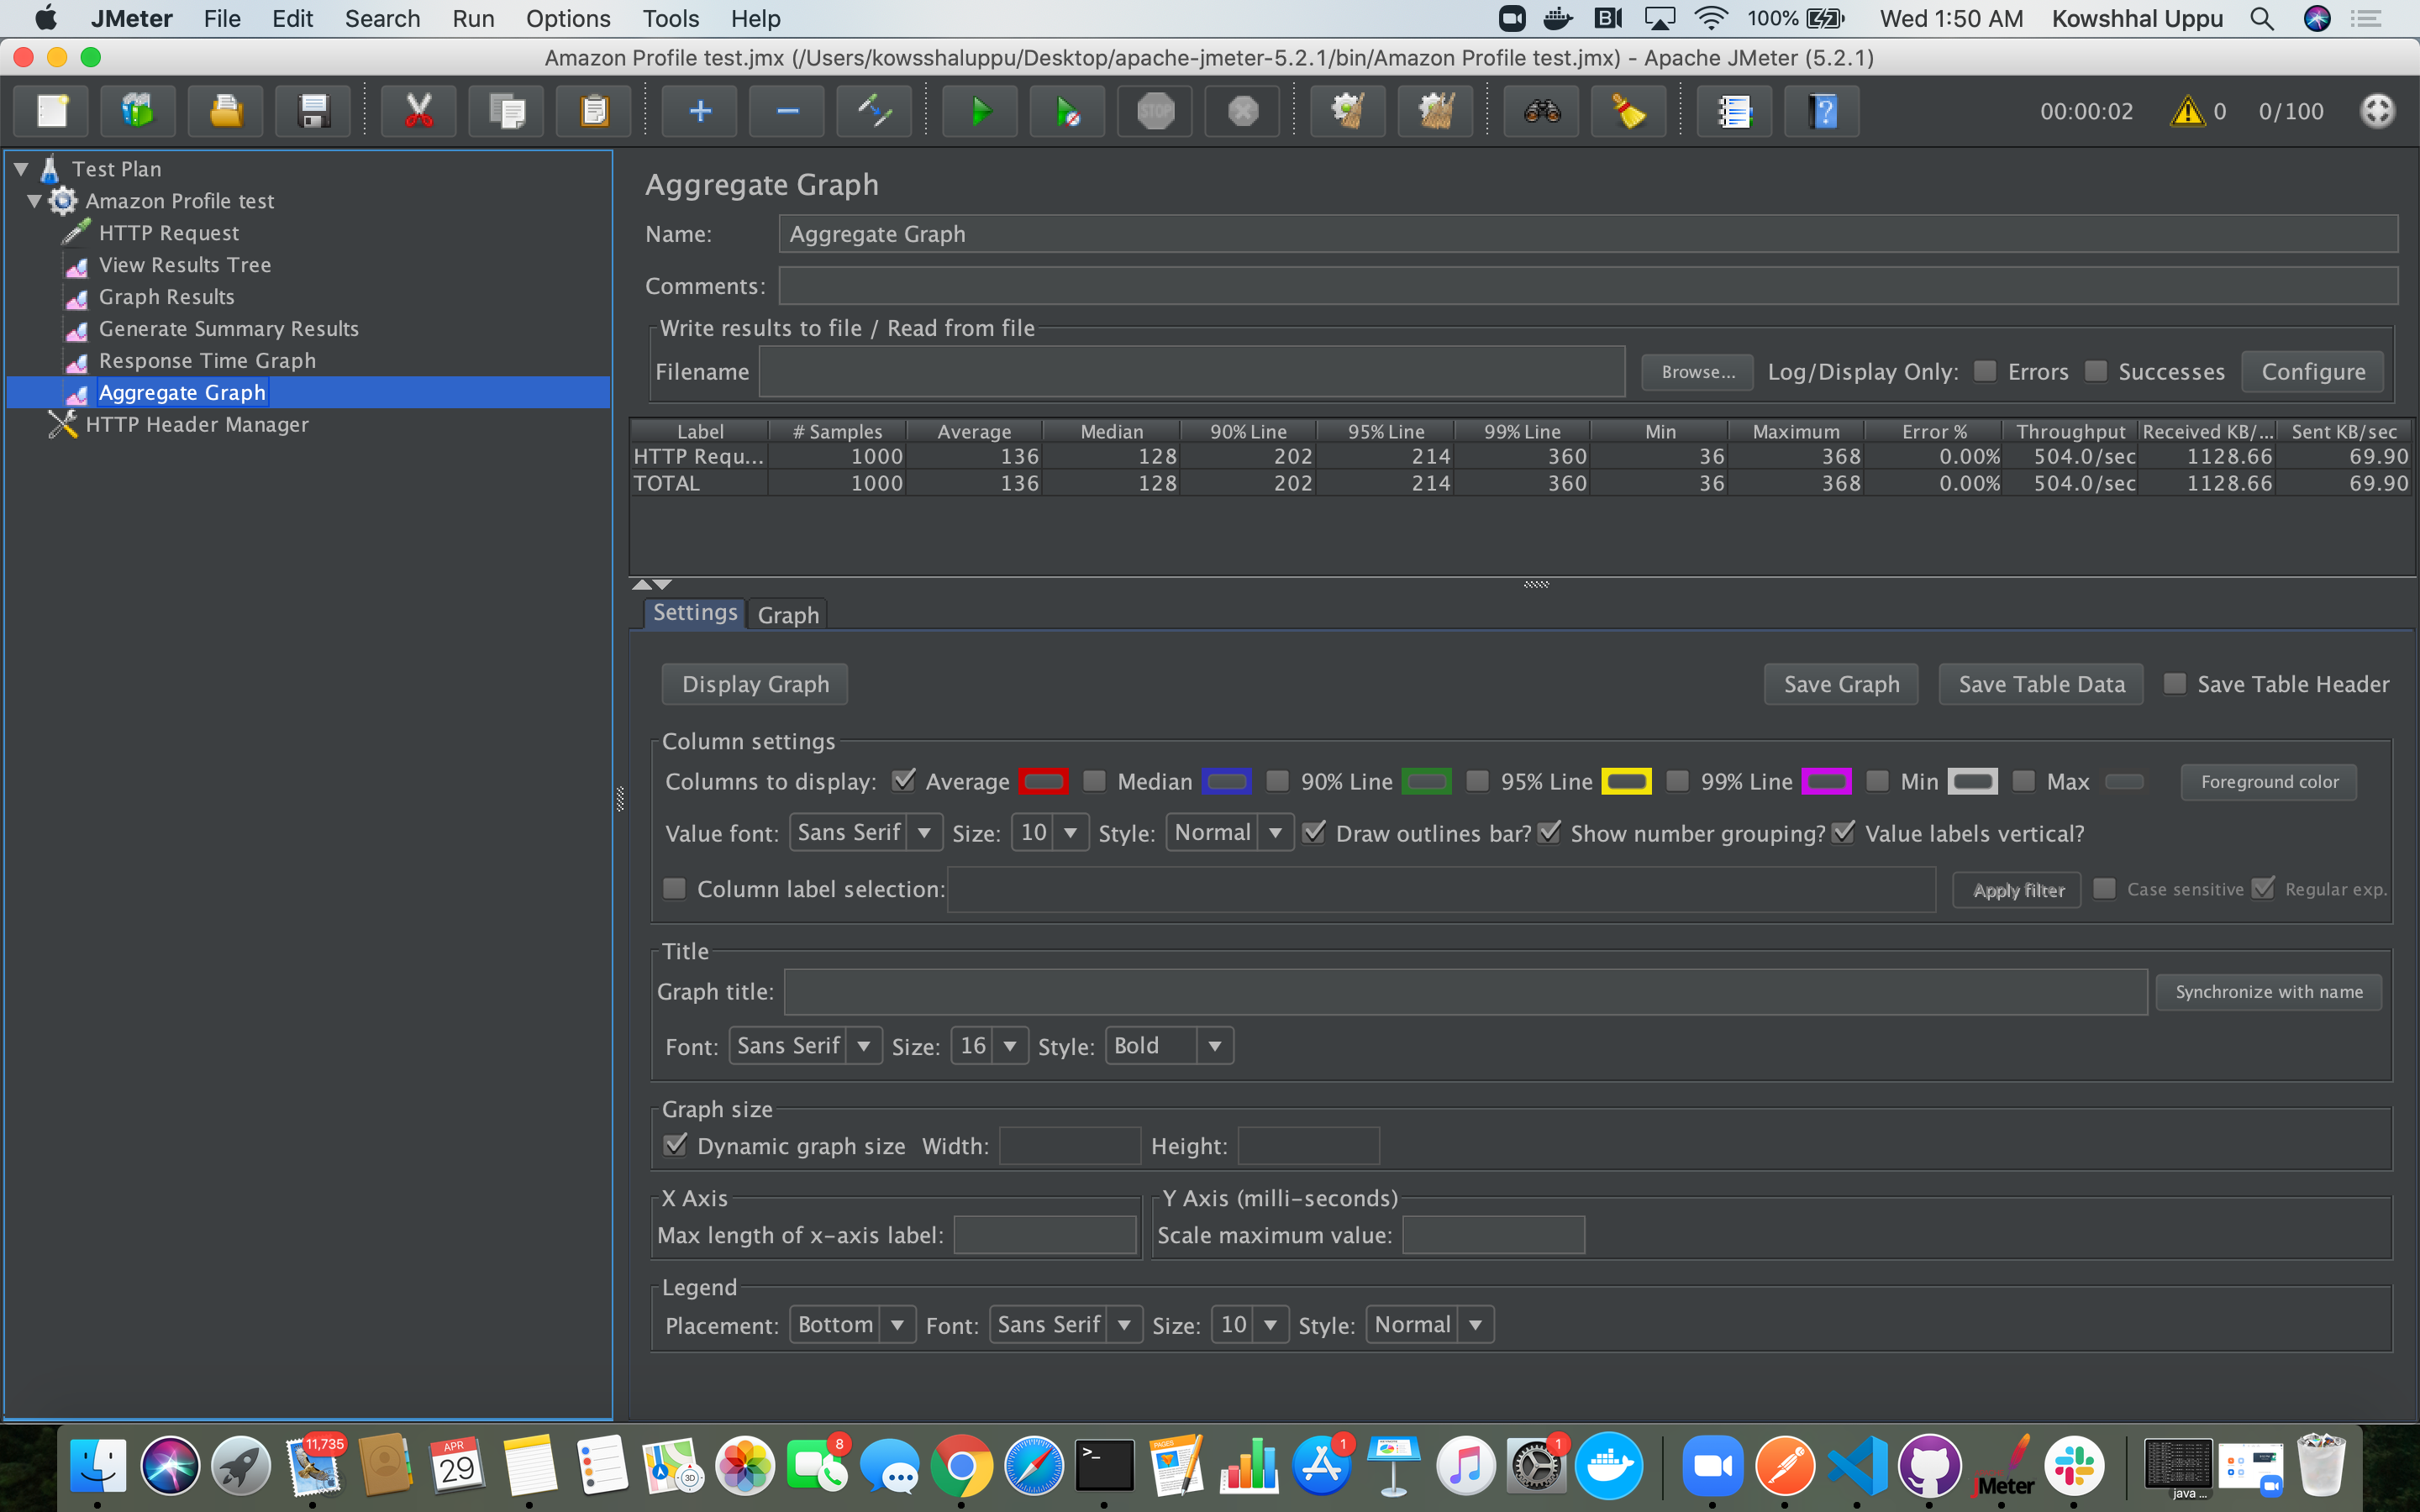 JMeter File Edit Search Run Options Tools Help 100% Wed 1:50 AM Kowshhal Uppu
Amazon Profile test.jmx (/Users/kowsshaluppu/Desktop/apache-jmeter-5.2.1/bin/Amazon Profile test.jmx) - Apache JMeter (5.2.1)
STOP 00:00:02 0 0/100
Test Plan
Amazon Profile test
HTTP Request
View Results Tree
Graph Results
Generate Summary Results
Response Time Graph
Aggregate Graph
HTTP Header Manager
Aggregate Graph
Name: Aggregate Graph
Comments:
Write results to file / Read from file
Filename Browse... Log/Display Only: Errors Successes Configure
Label # Samples Average Median 90% Line 95% Line 99% Line Min Maximum Error % Throughput Received KB/... Sent KB/sec
HTTP Requ... 1000 136 128 202 214 360 36 368 0.00% 504.0/sec 1128.66 69.90
TOTAL 1000 136 128 202 214 360 36 368 0.00% 504.0/sec 1128.66 69.90
Settings Graph
Display Graph Save Graph Save Table Data Save Table Header
Column settings
Columns to display: Average Median 90% Line 95% Line 99% Line Min Max Foreground color
Value font: Sans Serif Size: 10 Style: Normal Draw outlines bar? Show number grouping? Value labels vertical?
Column label selection: Apply filter Case sensitive Regular exp.
Title
Graph title: Synchronize with name
Font: Sans Serif Size: 16 Style: Bold
Graph size
Dynamic graph size Width: Height:
X Axis Y Axis (milli-seconds)
Max length of x-axis label: Scale maximum value:
Legend
Placement: Bottom Font: Sans Serif Size: 10 Style: Normal
11,735 APR 29 3D 8 >_ PAGES 1 1 JMeter java ...